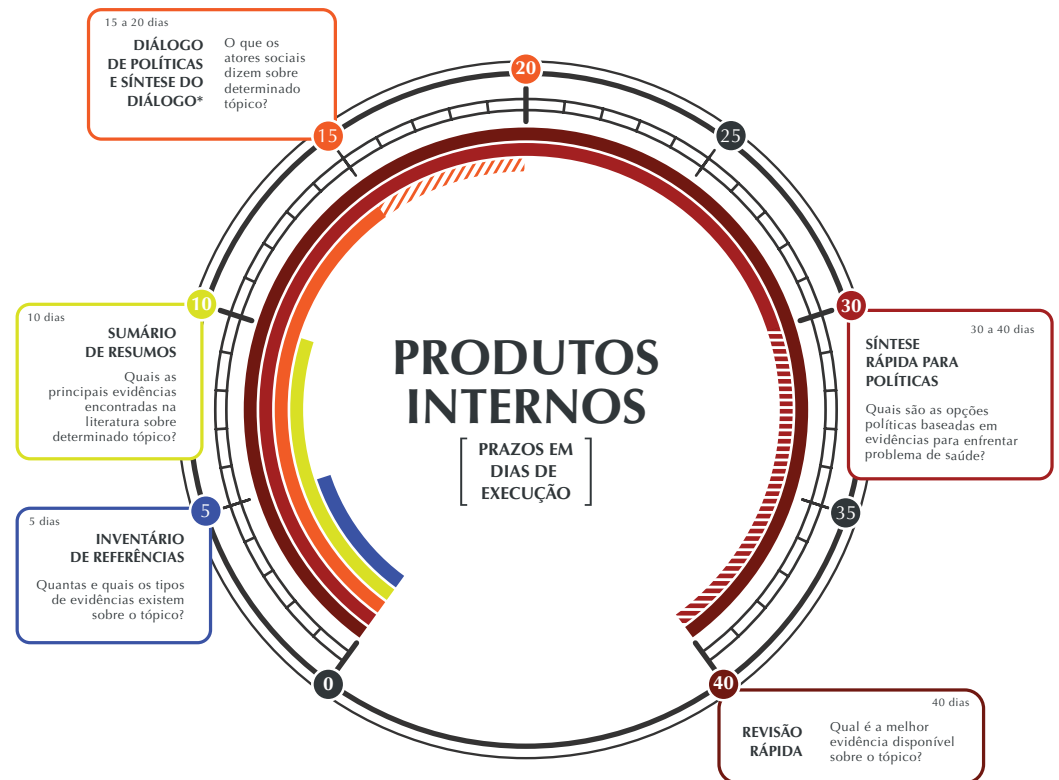 15 a 20 dias
DIÁLOGO
DE POLÍTICAS
E SÍNTESE DO
DIÁLOGO*
O que os
atores sociais
dizem sobre
determinado
tópico?
20
15
25
10
10 dias
SUMÁRIO
DE RESUMOS
Quais as
principais evidências
encontradas na
literatura sobre
determinado tópico?
PRODUTOS
INTERNOS
PRAZOS EM
DIAS DE
EXECUÇÃO
30
30 a 40 dias
SÍNTESE
RÁPIDA PARA
POLÍTICAS
Quais são as opções
políticas baseadas em
evidências para enfrentar
problema de saúde?
5
5 dias
INVENTÁRIO
DE REFERÊNCIAS
Quantas e quais os tipos
de evidências existem
sobre o tópico?
35
0
40
40 dias
REVISÃO
RÁPIDA
Qual é a melhor
evidência disponível
sobre o tópico?